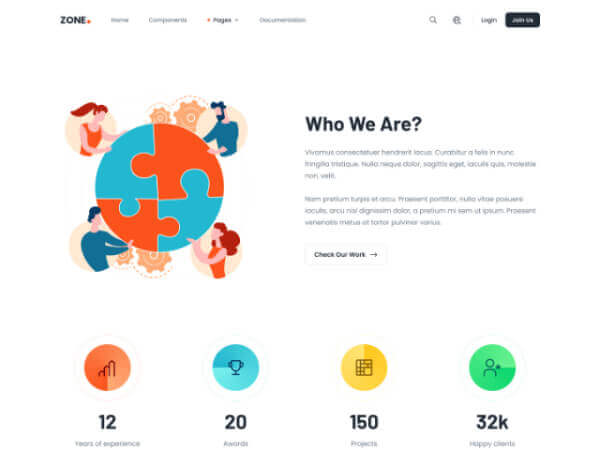 ZONE.
Home Components Pages Documentation Login Join Us
Who We Are?
Vivamus consectetuer hendrerit lacus. Curabitur a felis in nunc
fringilla tristique. Nulla neque dolor, sagittis eget, iaculis quis, molestie
non, velit.
Nam pretium turpis et arcu. Praesent porttitor, nulla vitae posuere
iaculis, arcu nisl dignissim dolor, a pretium mi sem ut ipsum. Praesent
venenatis metus at tortor pulvinar varius.
Check Our Work
12 20 150 32k
Years of experience Awards Projects Happy clients